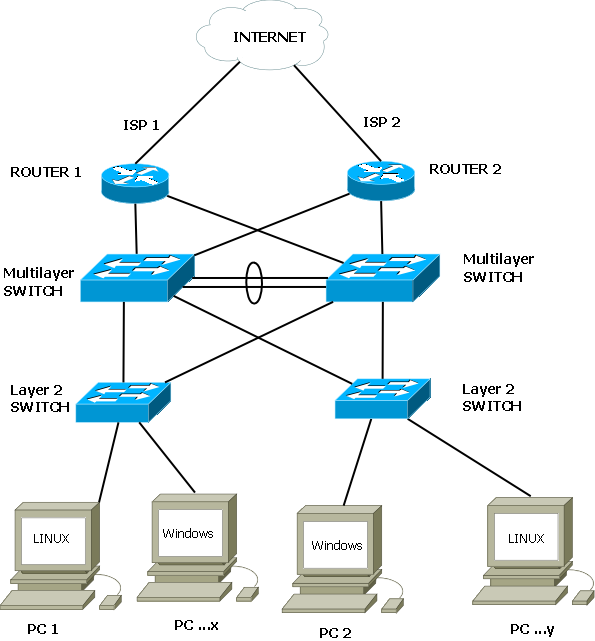 INTERNET
ISP 1
ISP 2
ROUTER 1
ROUTER 2
Multilayer
SWITCH
Multilayer
SWITCH
Layer 2
SWITCH
Layer 2
SWITCH
LINUX
Windows
Windows
LINUX
PC 1
PC ...x
PC 2
PC ...y